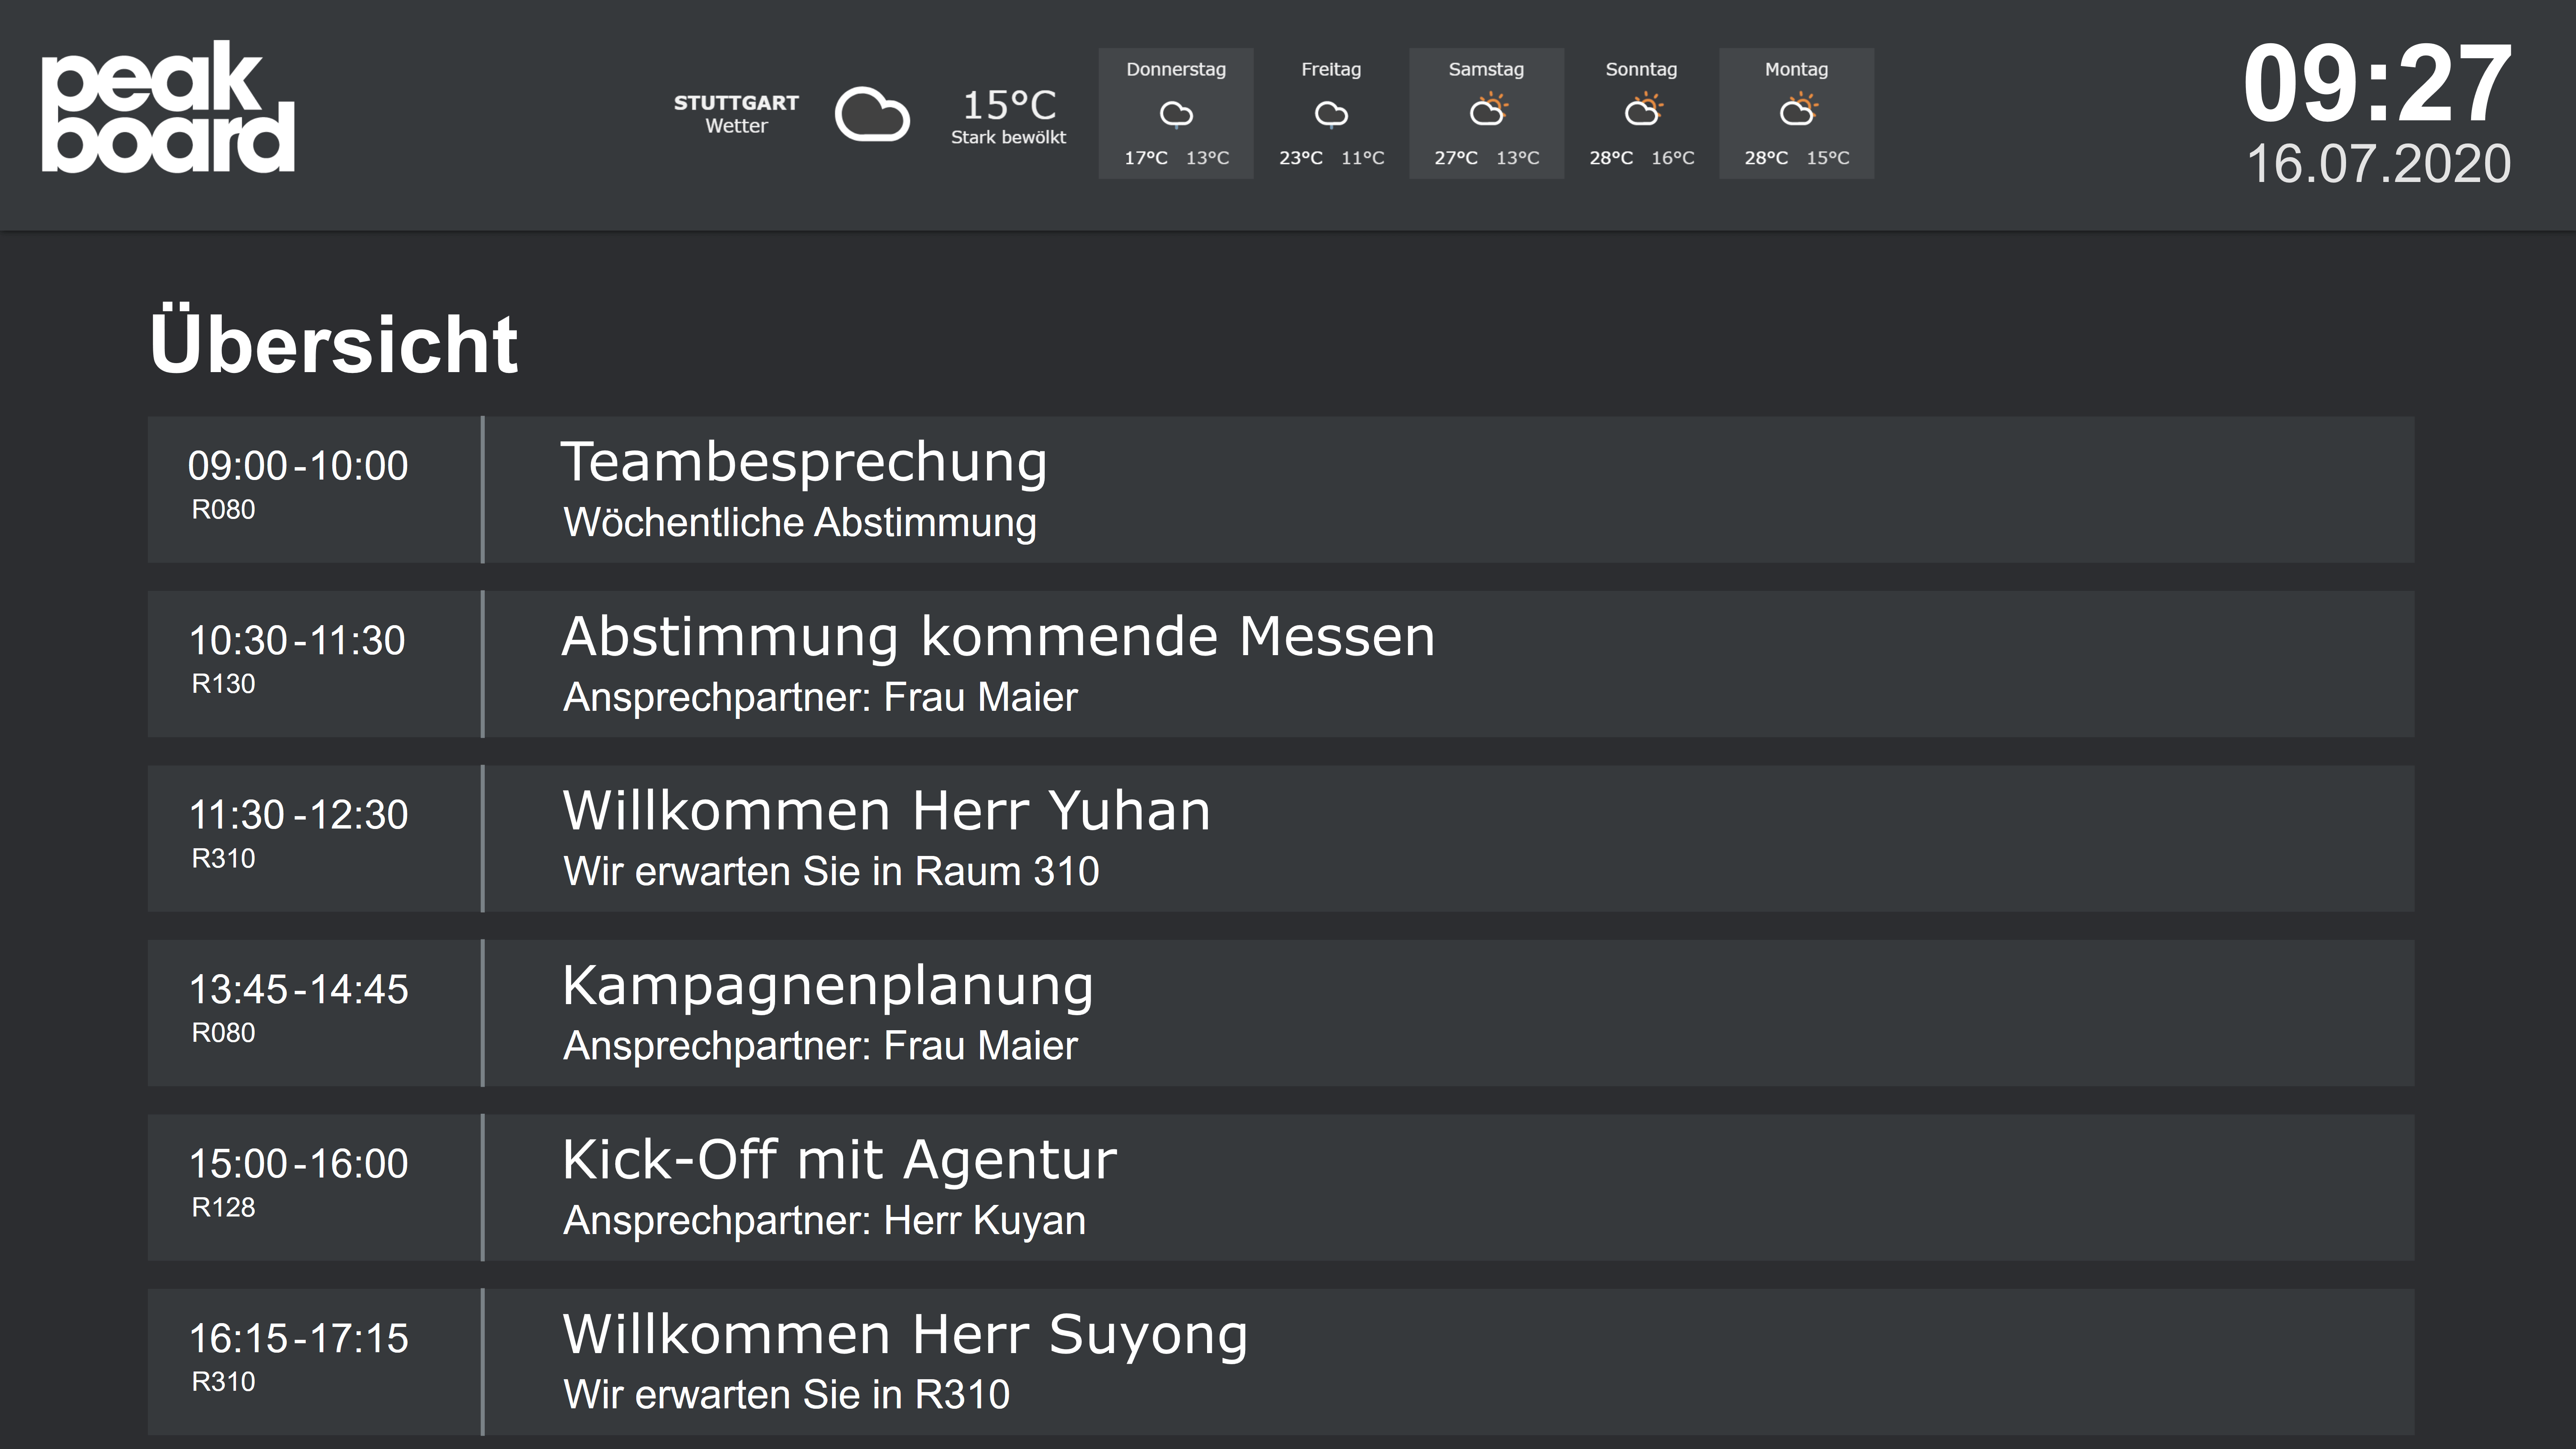 peak
board
STUTTGART
Wetter
15°C
Stark bewölkt
Donnerstag
17°C 13°C
Freitag
23°C 11°C
Samstag
27°C 13°C
Sonntag
28°C 16°C
Montag
28°C 15°C
09:27
16.07.2020
Übersicht
09:00-10:00
R080
Teambesprechung
Wöchentliche Abstimmung
10:30-11:30
R130
Abstimmung kommende Messen
Ansprechpartner: Frau Maier
11:30-12:30
R310
Willkommen Herr Yuhan
Wir erwarten Sie in Raum 310
13:45-14:45
R080
Kampagnenplanung
Ansprechpartner: Frau Maier
15:00-16:00
R128
Kick-Off mit Agentur
Ansprechpartner: Herr Kuyan
16:15-17:15
R310
Willkommen Herr Suyong
Wir erwarten Sie in R310